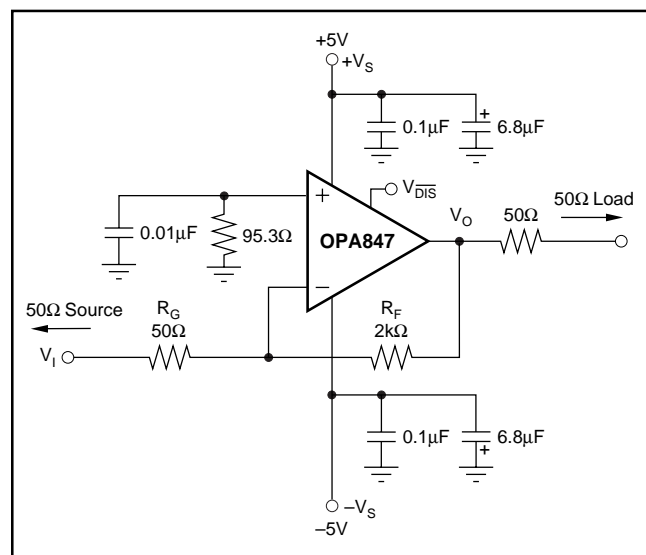 +5V
+V_S
+
0.1μF
6.8μF
+
V_DIS̅
0.01μF
95.3Ω
OPA847
V_O
50Ω
50Ω Load
−
50Ω Source
R_G
50Ω
R_F
2kΩ
V_I
0.1μF
6.8μF
+
−V_S
−5V